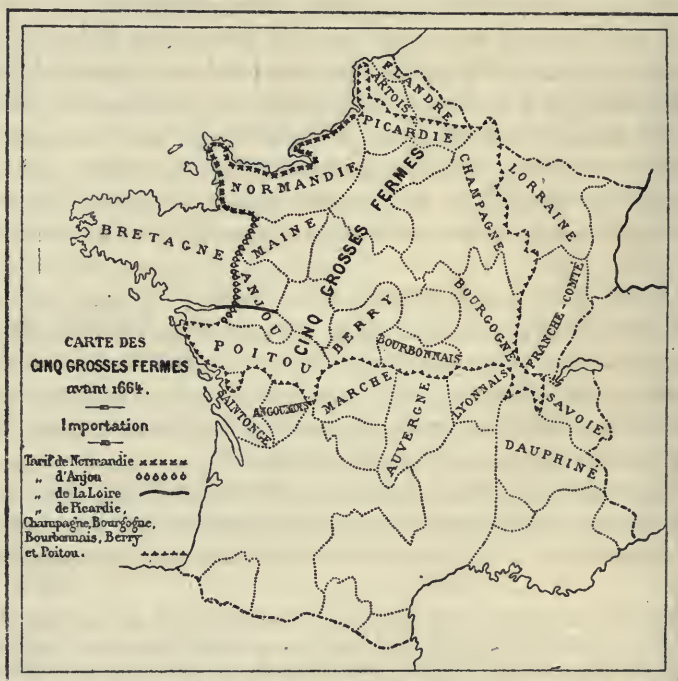 FLANDRE
ARTOIS
PICARDIE
NORMANDIE
CHAMPAGNE
LORRAINE
BRETAGNE
MAINE
ANJOU
CINQ GROSSES FERMES
BERRY
BOURGOGNE
FRANCHE-COMTÉ
POITOU
BOURBONNAIS
SAINTONGE
ANGOUMOIS
MARCHE
AUVERGNE
LYONNAIS
SAVOIE
DAUPHINE
CARTE DES
CINQ GROSSES FERMES
avant 1664.
Importation
Tarif de Normandie
„ d'Anjou
„ de la Loire
„ de Picardie,
Champagne, Bourgogne,
Bourbonnais, Berry
et Poitou.